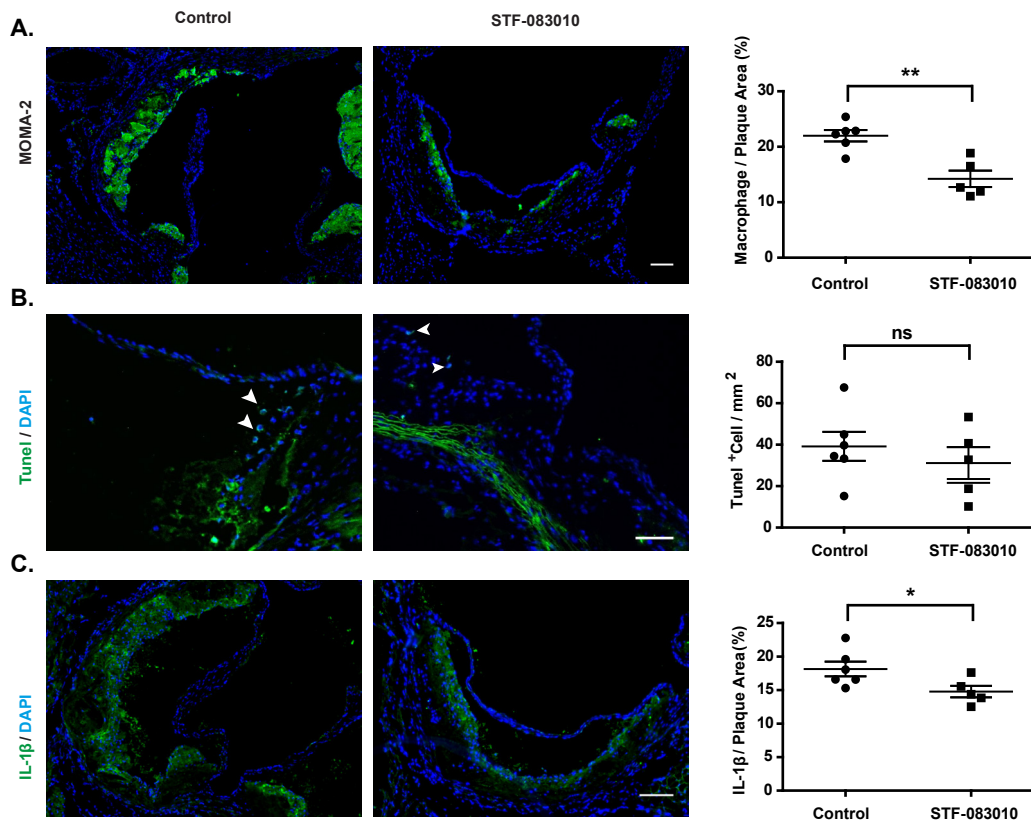 Control
STF-083010
A.
MOMA-2
Macrophage / Plaque Area (%)
30
20
10
0
**
Control
STF-083010
B.
Tunel / DAPI
Tunel +Cell / mm2
80
60
40
20
0
ns
Control
STF-083010
C.
IL-1β / DAPI
IL-1β / Plaque Area (%)
25
20
15
10
5
0
*
Control
STF-083010